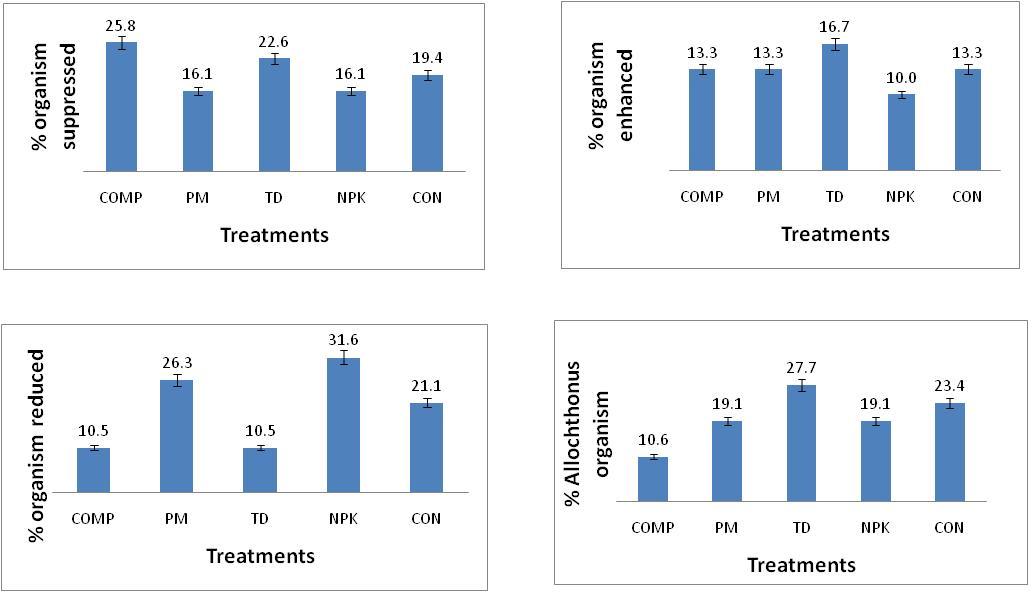 % organism
suppressed
25.8
16.1
22.6
16.1
19.4
COMP PM TD NPK CON
Treatments
% organism
enhanced
13.3
13.3
16.7
10.0
13.3
COMP PM TD NPK CON
Treatments
% organism reduced
10.5
26.3
10.5
31.6
21.1
COMP PM TD NPK CON
Treatments
% Allochthonus
organism
10.6
19.1
27.7
19.1
23.4
COMP PM TD NPK CON
Treatments